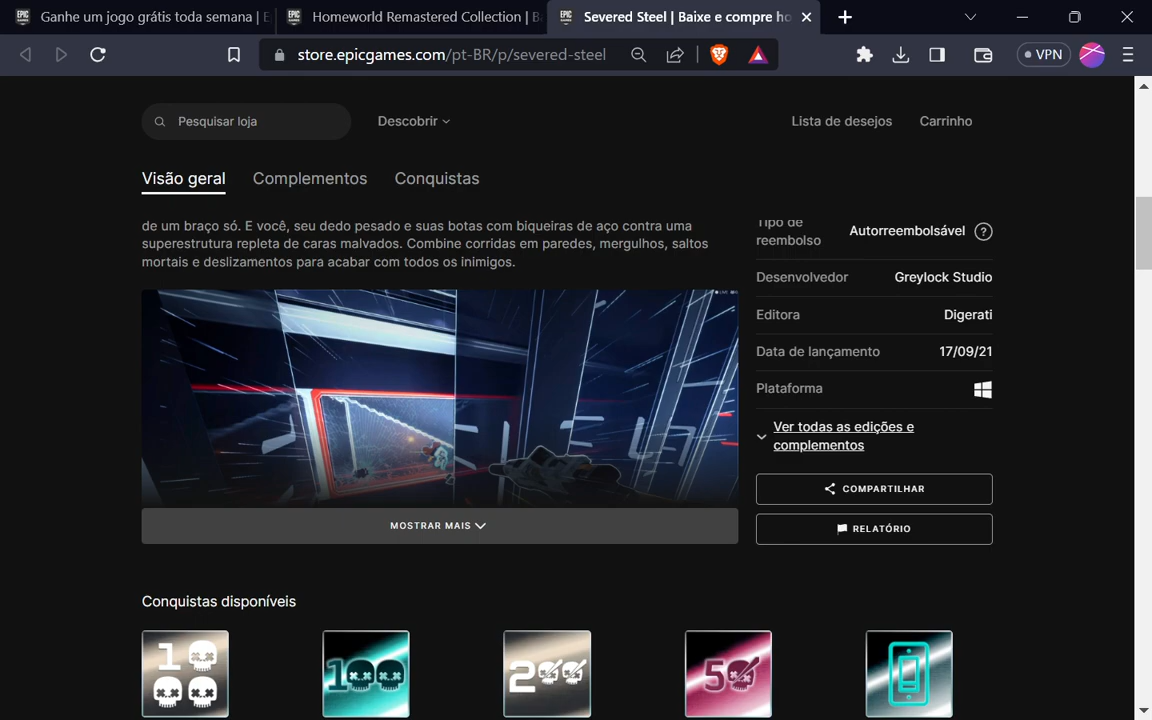 Ganhe um jogo grátis toda semana | E
Homeworld Remastered Collection | B
Severed Steel | Baixe e compre ho
store.epicgames.com/pt-BR/p/severed-steel
VPN
Pesquisar loja
Descobrir
Lista de desejos
Carrinho
Visão geral
Complementos
Conquistas
de um braço só. E você, seu dedo pesado e suas botas com biqueiras de aço contra uma
superestrutura repleta de caras malvados. Combine corridas em paredes, mergulhos, saltos
mortais e deslizamentos para acabar com todos os inimigos.
MOSTRAR MAIS
Tipo de
reembolso
Autorreembolsável
Desenvolvedor
Greylock Studio
Editora
Digerati
Data de lançamento
17/09/21
Plataforma
Ver todas as edições e
complementos
COMPARTILHAR
RELATÓRIO
Conquistas disponíveis
1
100
200
50